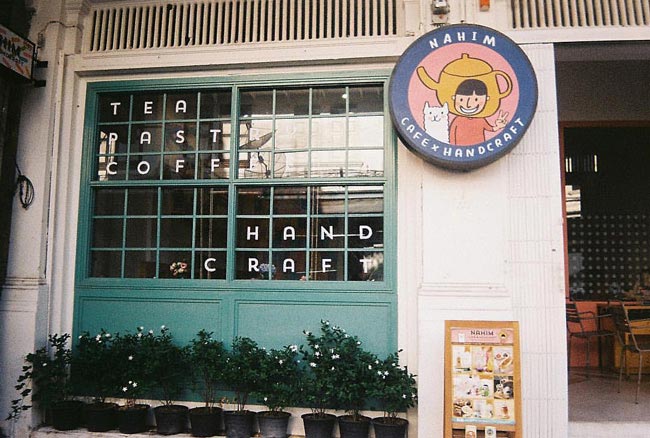 TEA
PAST
COFF
HAND
CRAFT
NAHIM
CAFE × HANDCRAFT
NAHIM